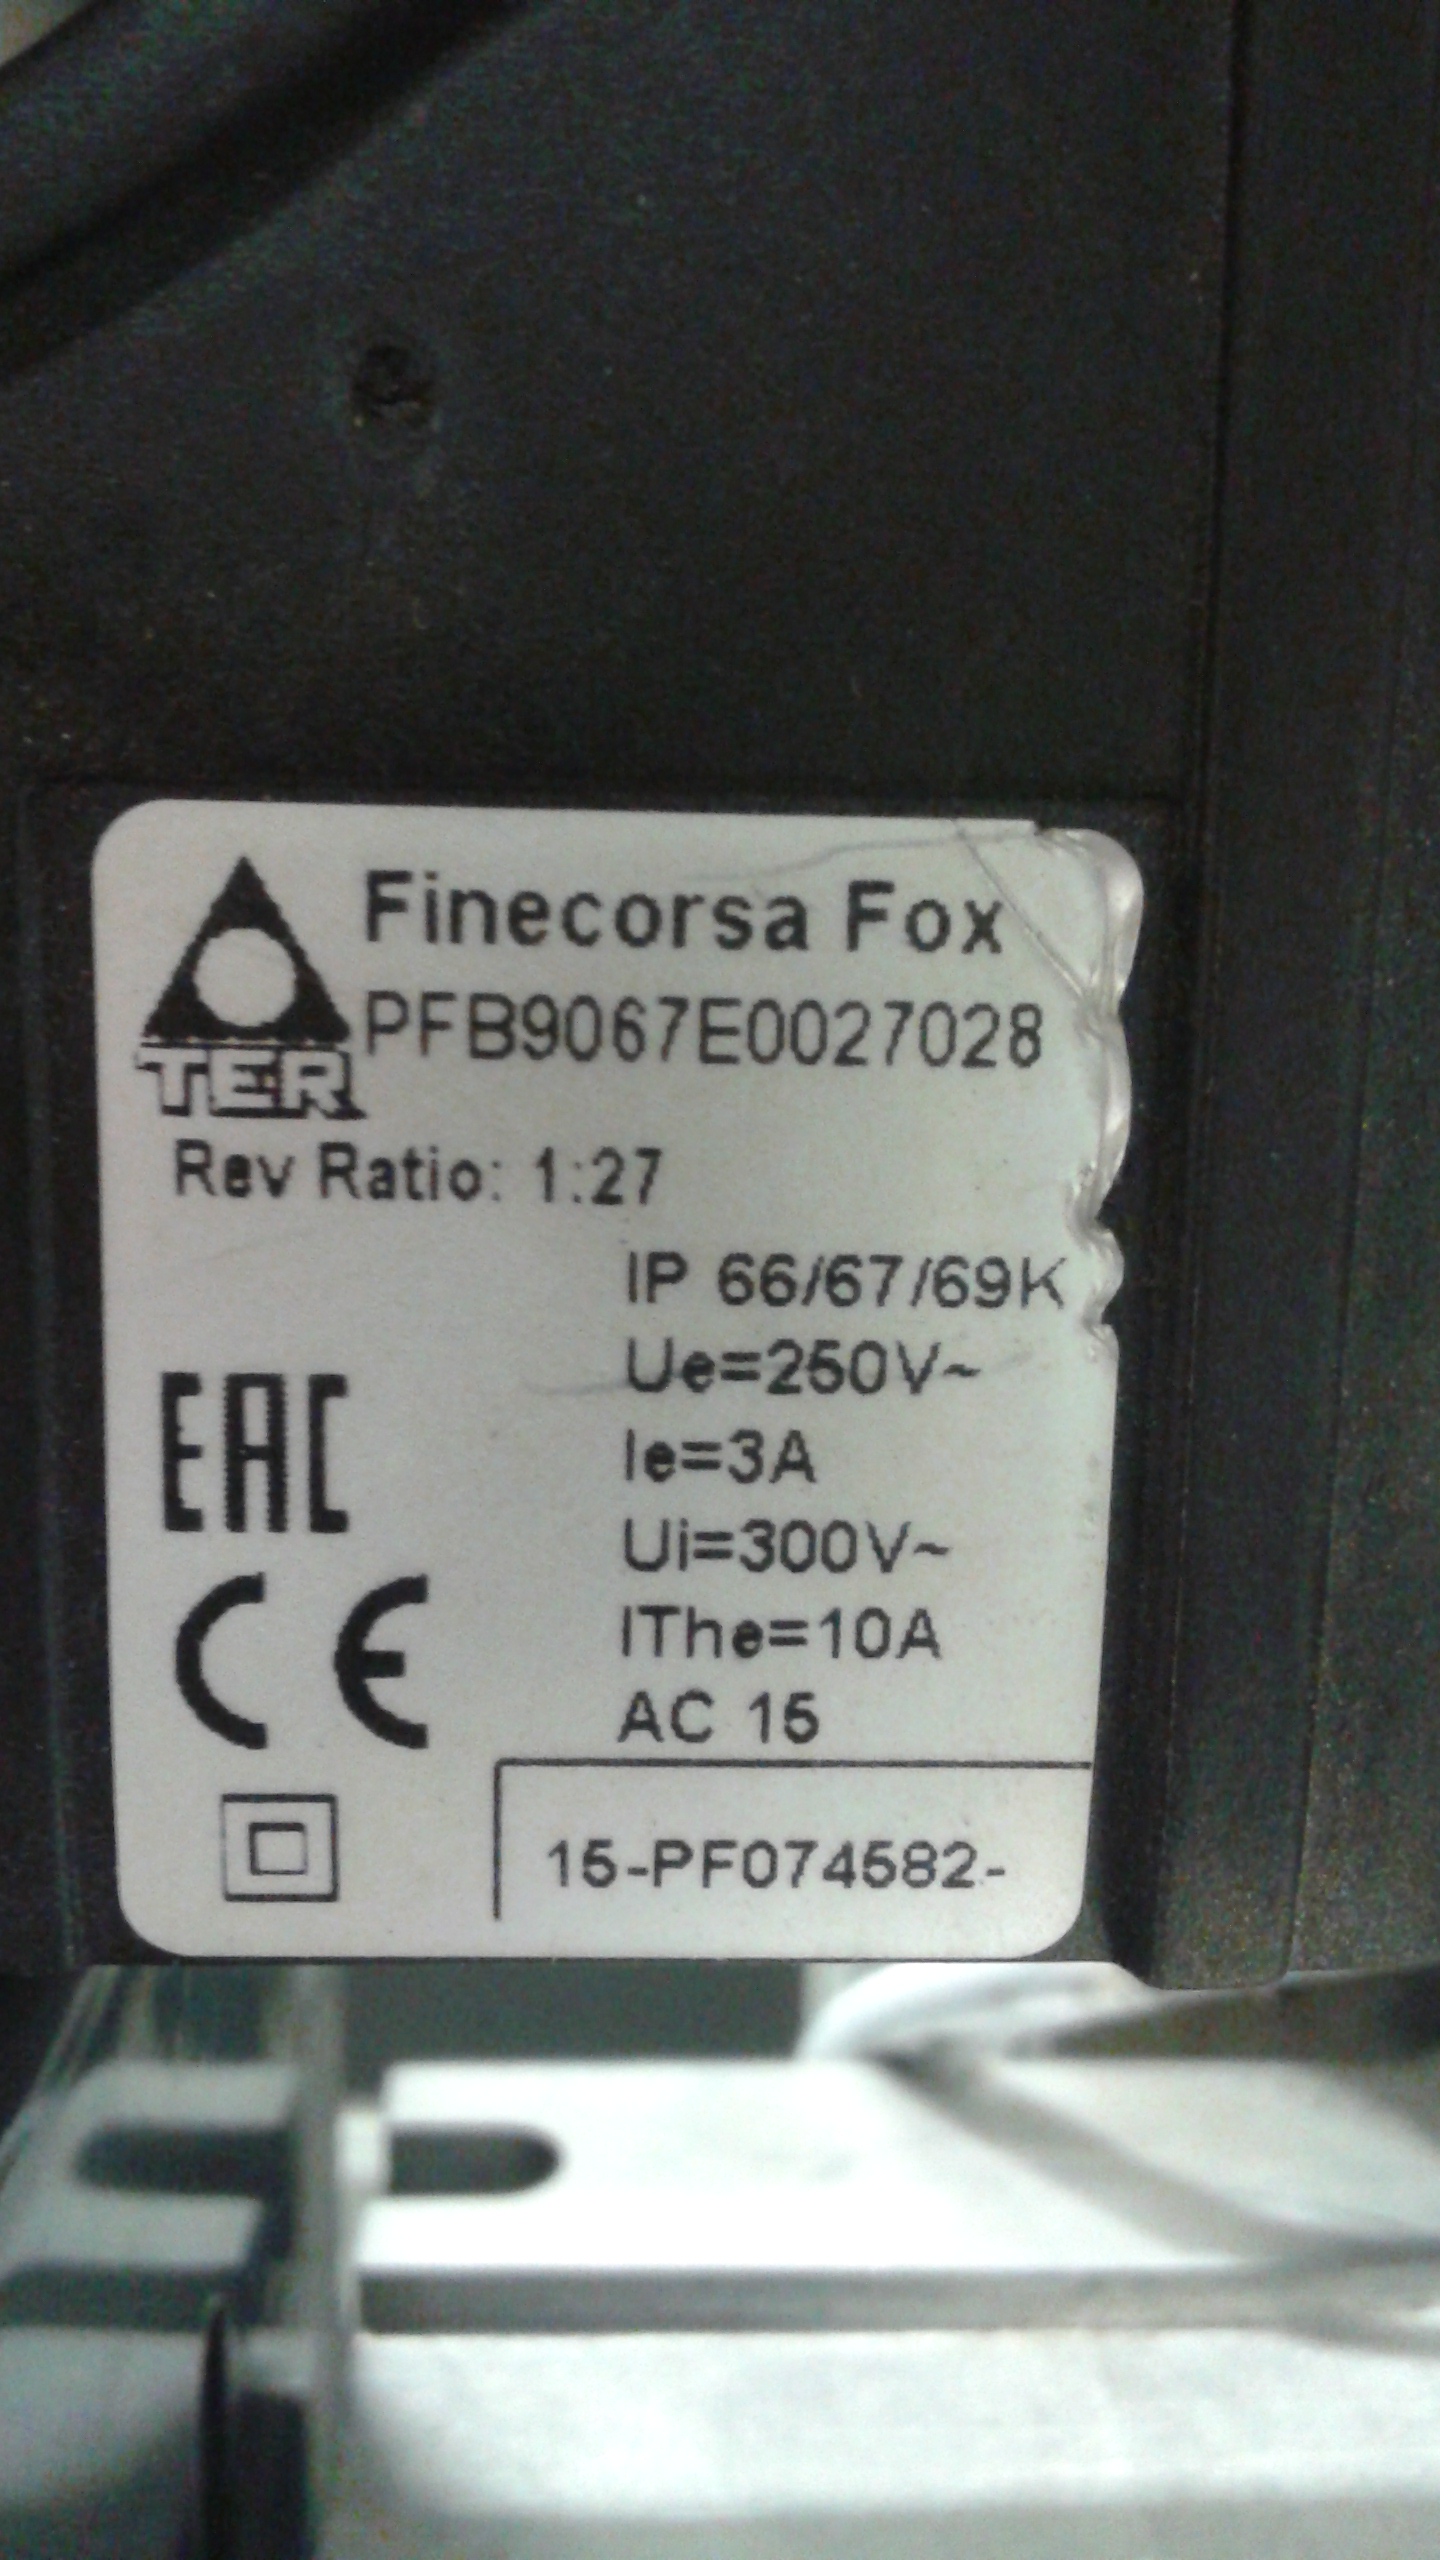 Finecorsa Fox
PFB9067E0027028
TER
Rev Ratio: 1:27
IP 66/67/69K
Ue=250V~
Ie=3A
Ui=300V~
IThe=10A
AC 15
EAC
CE
15-PF074582-